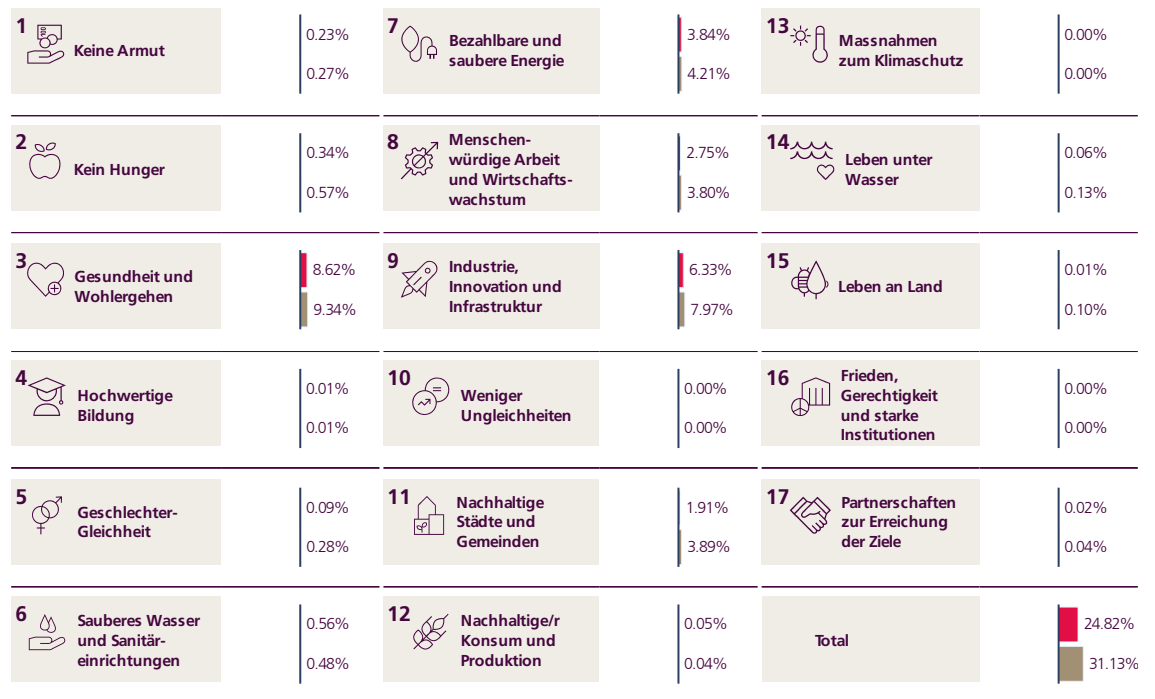 1
Keine Armut
0.23%
0.27%
2
Kein Hunger
0.34%
0.57%
3
Gesundheit und
Wohlergehen
8.62%
9.34%
4
Hochwertige
Bildung
0.01%
0.01%
5
Geschlechter-
Gleichheit
0.09%
0.28%
6
Sauberes Wasser
und Sanitär-
einrichtungen
0.56%
0.48%
7
Bezahlbare und
saubere Energie
3.84%
4.21%
8
Menschen-
würdige Arbeit
und Wirtschafts-
wachstum
2.75%
3.80%
9
Industrie,
Innovation und
Infrastruktur
6.33%
7.97%
10
Weniger
Ungleichheiten
0.00%
0.00%
11
Nachhaltige
Städte und
Gemeinden
1.91%
3.89%
12
Nachhaltige/r
Konsum und
Produktion
0.05%
0.04%
13
Massnahmen
zum Klimaschutz
0.00%
0.00%
14
Leben unter
Wasser
0.06%
0.13%
15
Leben an Land
0.01%
0.10%
16
Frieden,
Gerechtigkeit
und starke
Institutionen
0.00%
0.00%
17
Partnerschaften
zur Erreichung
der Ziele
0.02%
0.04%
Total
24.82%
31.13%